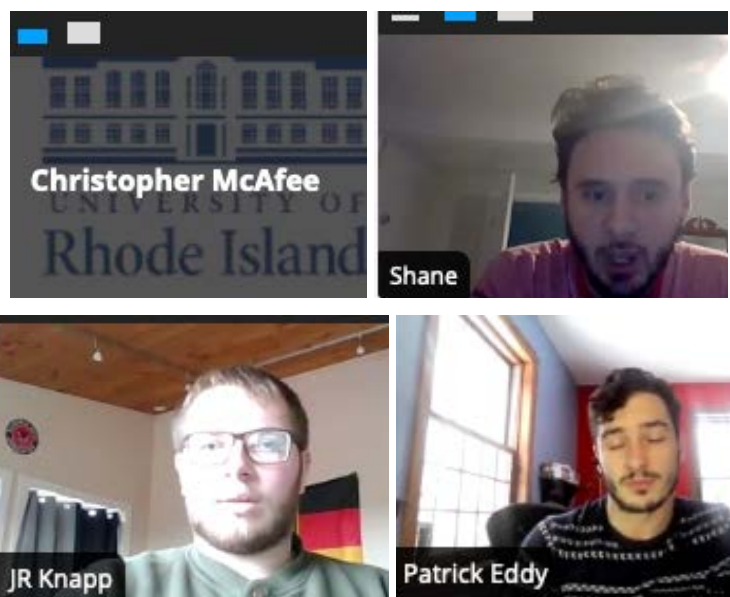 Christopher McAfee
UNIVERSITY OF
Rhode Island
Shane
JR Knapp
Patrick Eddy